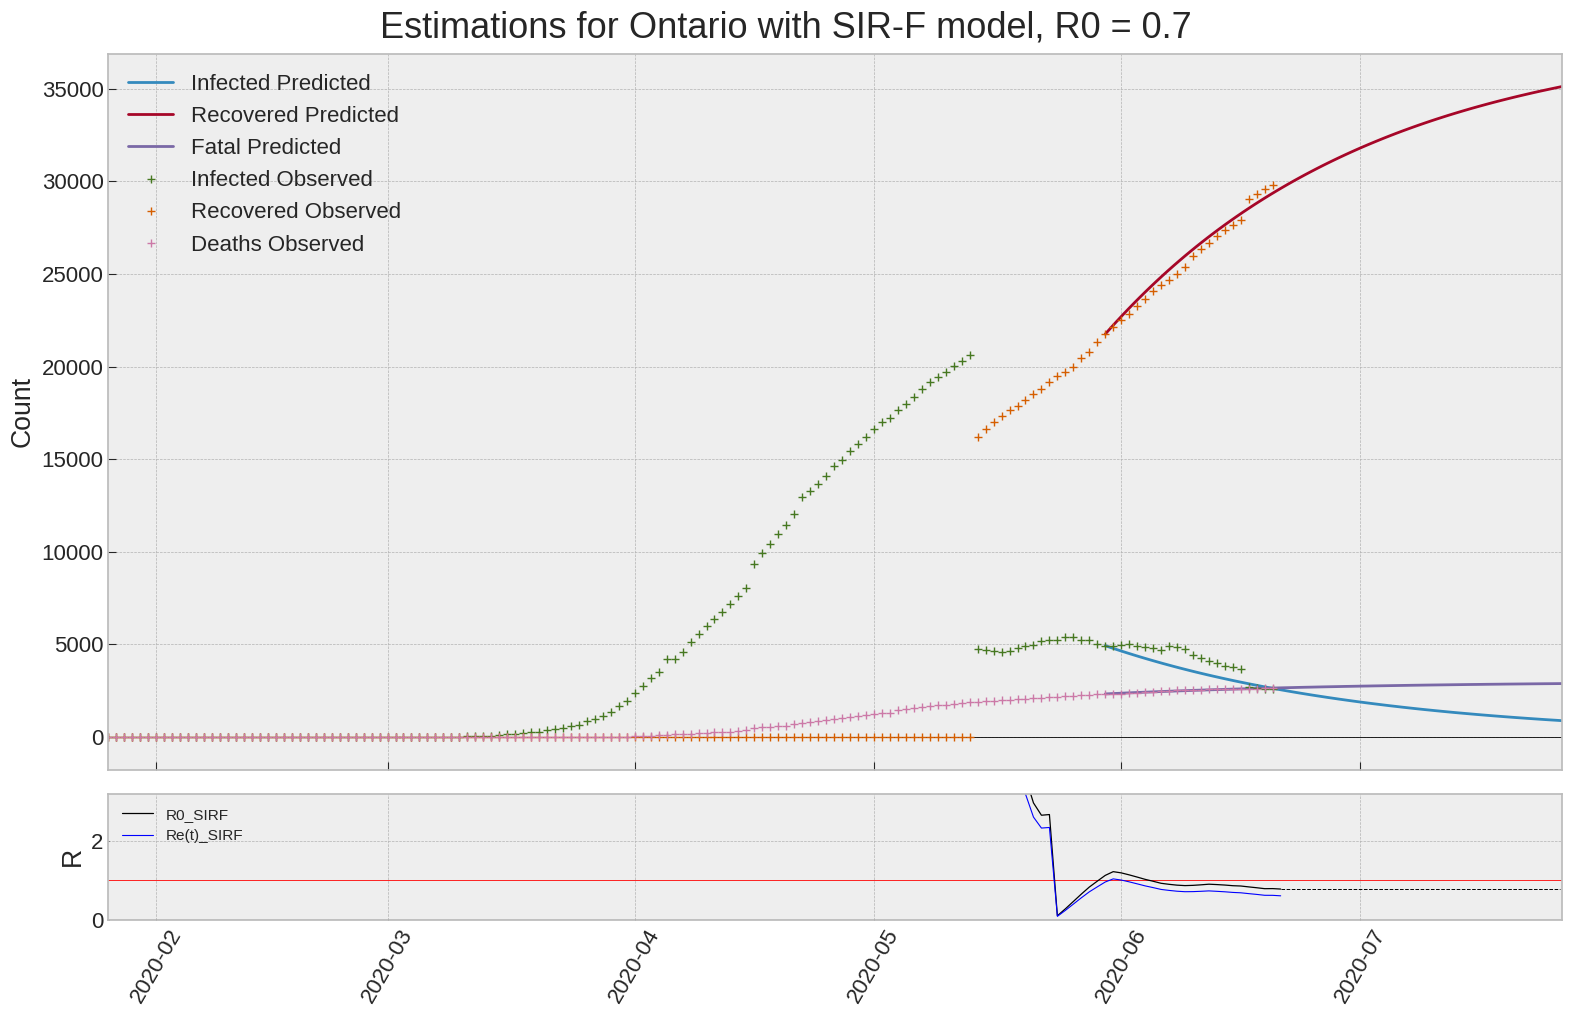 Estimations for Ontario with SIR-F model, R0 = 0.7
Infected Predicted
Recovered Predicted
Fatal Predicted
Infected Observed
Recovered Observed
Deaths Observed
35000
30000
25000
20000
15000
10000
5000
0
Count
R0_SIRF
Re(t)_SIRF
2
0
R
2020-02
2020-03
2020-04
2020-05
2020-06
2020-07